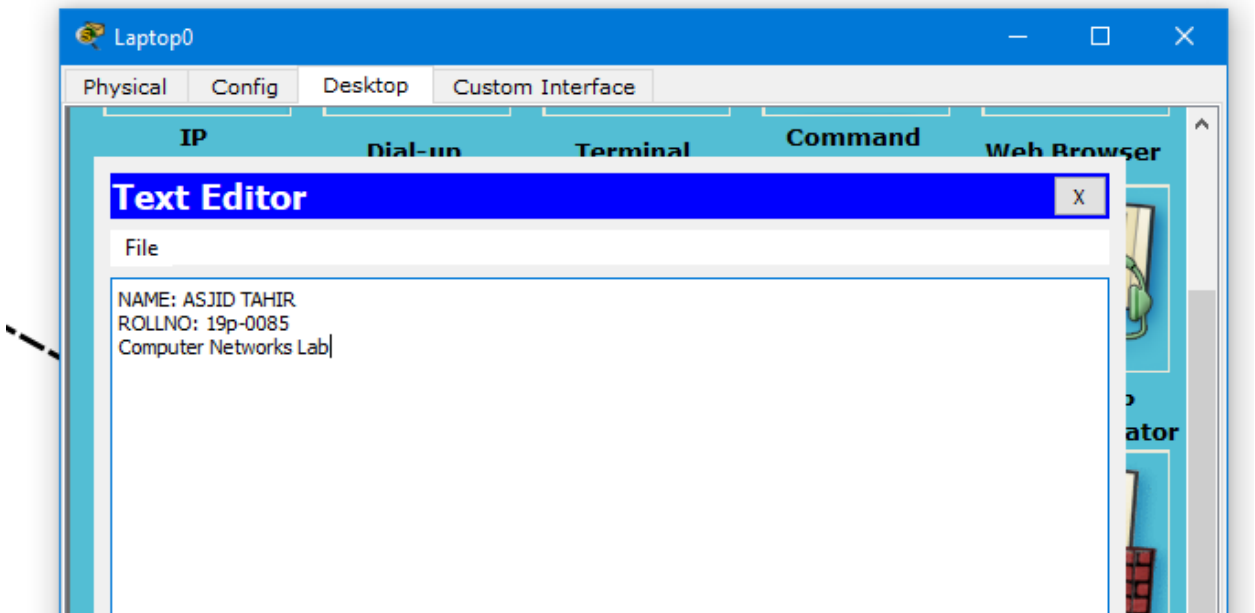 Laptop0
Physical Config Desktop Custom Interface
IP Dial-up Terminal Command Web Browser
Text Editor X
File
NAME: ASJID TAHIR
ROLLNO: 19p-0085
Computer Networks Lab
ator